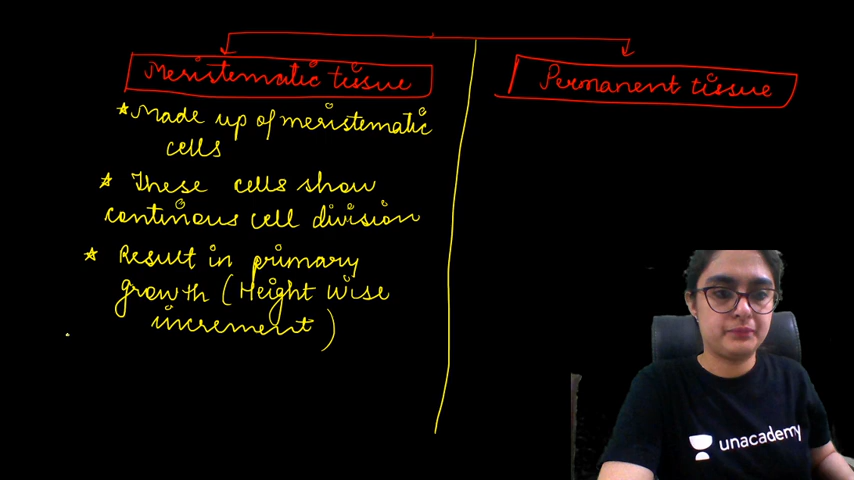 Meristematic tissue
Permanent tissue
* Made up of meristematic
cells
* These cells show
continous cell division
* Result in primary
growth (Height wise
increment)
unacademy